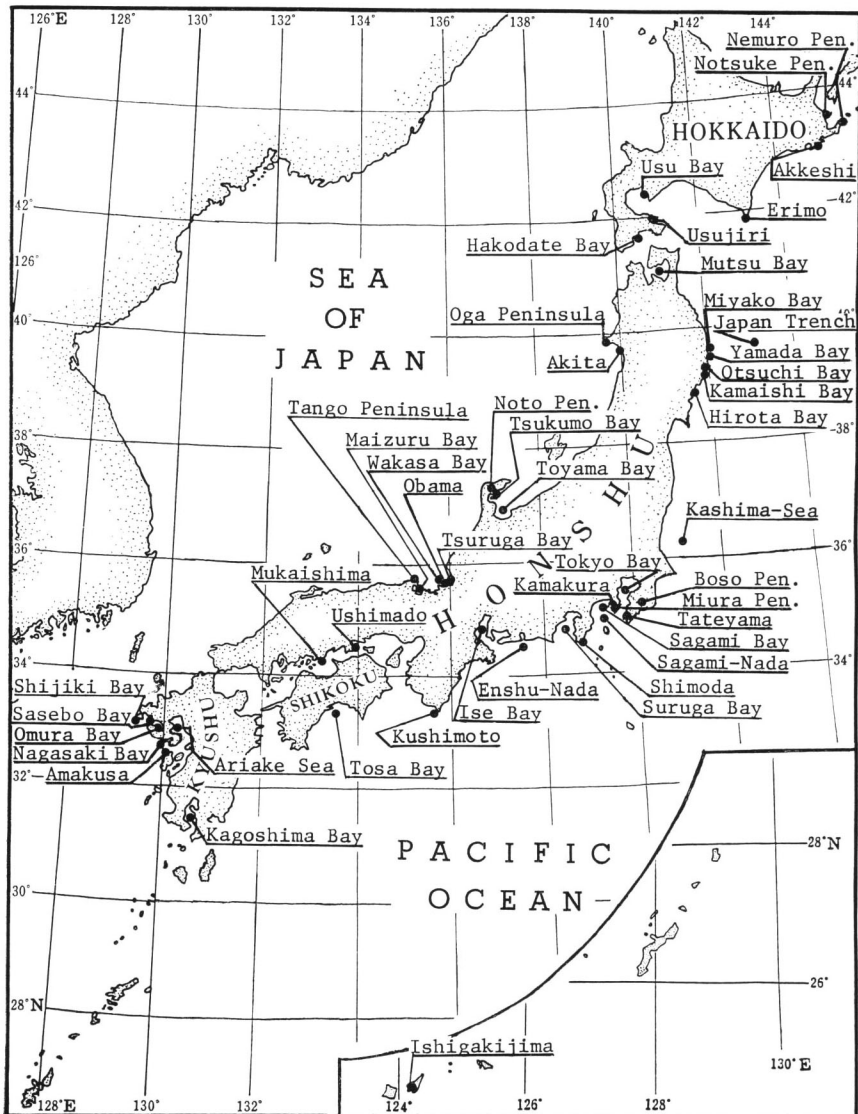 126°E
128°
130°
132°
134°
136°
138°
140°
142°
144°
Nemuro Pen.
Notsuke Pen.
44°
44°
HOKKAIDO
Usu Bay
Akkeshi
42°
42°
Erimo
Usujiri
Hakodate Bay
126°
Mutsu Bay
SEA
OF
JAPAN
40°
Miyako Bay
Oga Peninsula
Japan Trench
Akita
Yamada Bay
Otsuchi Bay
Kamaishi Bay
Hirota Bay
38°
38°
Noto Pen.
Tango Peninsula
Tsukumo Bay
Maizuru Bay
Wakasa Bay
Toyama Bay
Obama
HONSHU
Kashima-Sea
36°
36°
Tsuruga Bay
Tokyo Bay
Mukaishima
Kamakura
Boso Pen.
Miura Pen.
Ushimado
Tateyama
Sagami Bay
34°
34°
Sagami-Nada
Shijiki Bay
SHIKOKU
Enshu-Nada
Shimoda
Sasebo Bay
KYUSHU
Ise Bay
Suruga Bay
Omura Bay
Kushimoto
Nagasaki Bay
Ariake Sea
Tosa Bay
Amakusa
32°
Kagoshima Bay
PACIFIC
OCEAN
28°N
30°
26°
28°N
Ishigakijima
130°E
128°E
130°
132°
124°
126°
128°